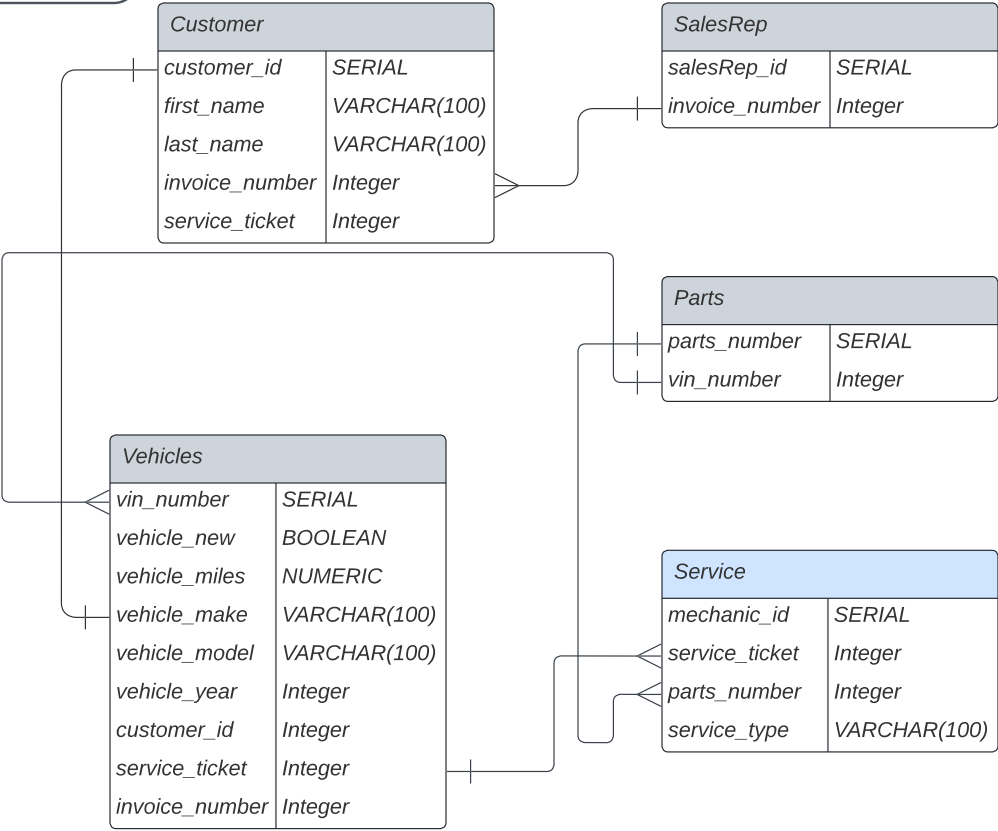 Customer
customer_id SERIAL
first_name VARCHAR(100)
last_name VARCHAR(100)
invoice_number Integer
service_ticket Integer
SalesRep
salesRep_id SERIAL
invoice_number Integer
Parts
parts_number SERIAL
vin_number Integer
Vehicles
vin_number SERIAL
vehicle_new BOOLEAN
vehicle_miles NUMERIC
vehicle_make VARCHAR(100)
vehicle_model VARCHAR(100)
vehicle_year Integer
customer_id Integer
service_ticket Integer
invoice_number Integer
Service
mechanic_id SERIAL
service_ticket Integer
parts_number Integer
service_type VARCHAR(100)